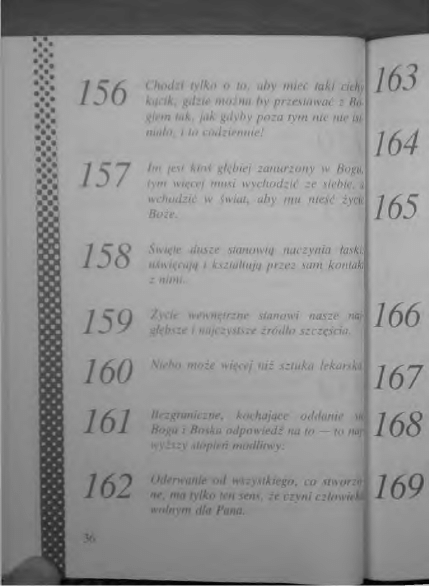 156 Chodzi tylko o to, aby mieć taki cichy
kącik, gdzie można by przestawać z Bo
giem tak, jak gdyby poza tym nic nie ist
niało, i to codziennie!
157 Im jest ktoś głębiej zanurzony w Bogu,
tym więcej musi wychodzić ze siebie, a
wchodzić w świat, aby mu nieść życie
Boże.
158 Święte dusze stanowią naczynia łaski
uświęcają i kształtują przez sam kontakt
z nimi.
159 Życie wewnętrzne stanowi nasze naj
głębsze i najczystsze źródło szczęścia.
160 Niebo może więcej niż sztuka lekarska
161 Bezgraniczne, kochające oddanie się
Bogu i Boska odpowiedź na to — to naj
wyższy stopień modlitwy.
162 Oderwanie od wszystkiego, co stworzo
ne, ma tylko ten sens, że czyni człowieka
wolnym dla Pana.
36
163
164
165
166
167
168
169